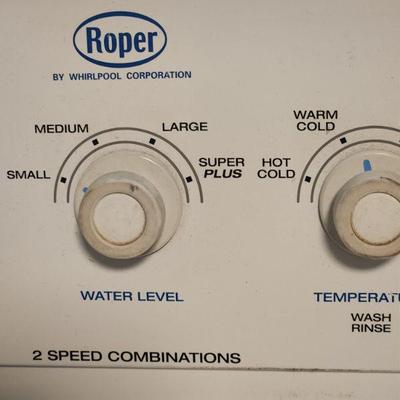 Roper
BY WHIRLPOOL CORPORATION
MEDIUM LARGE
SMALL SUPER
PLUS
WATER LEVEL
WARM
COLD
HOT
COLD
TEMPERATU
WASH
RINSE
2 SPEED COMBINATIONS